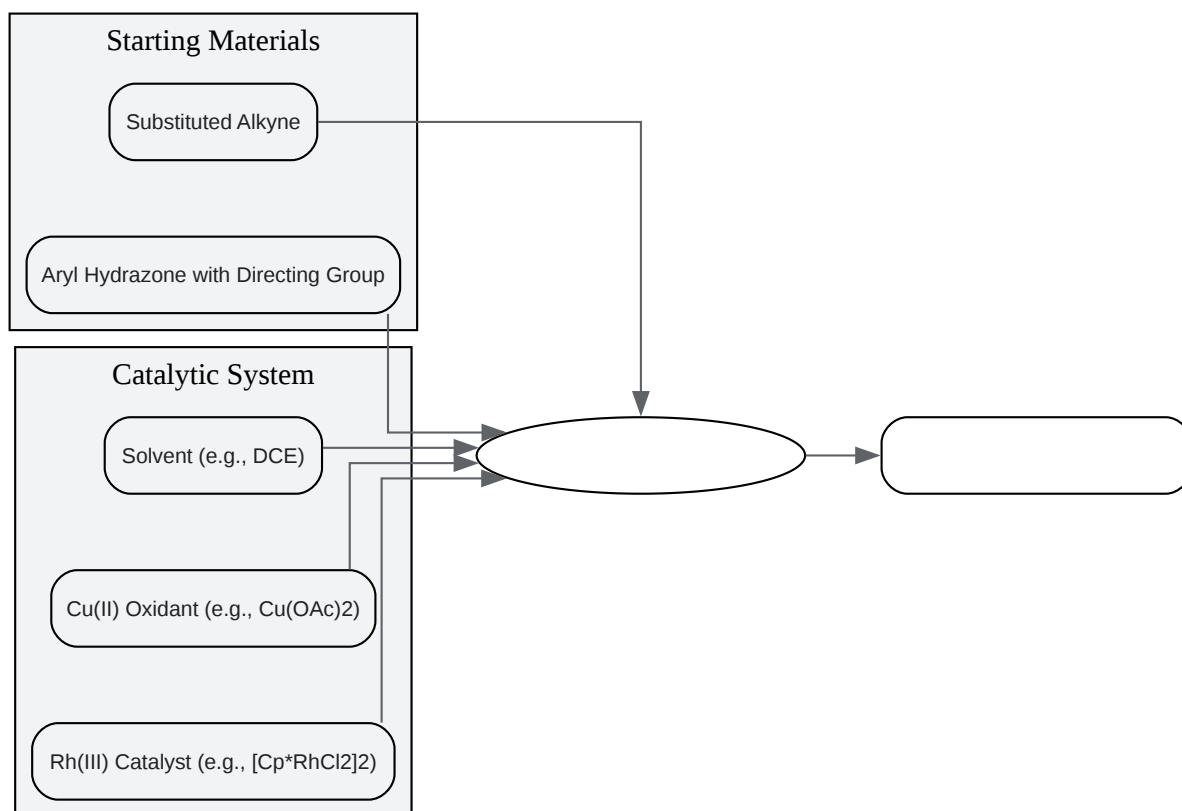 Starting Materials
Substituted Alkyne
Aryl Hydrazone with Directing Group
Catalytic System
Solvent (e.g., DCE)
Cu(II) Oxidant (e.g., Cu(OAc)2)
Rh(III) Catalyst (e.g., [Cp*RhCl2]2)